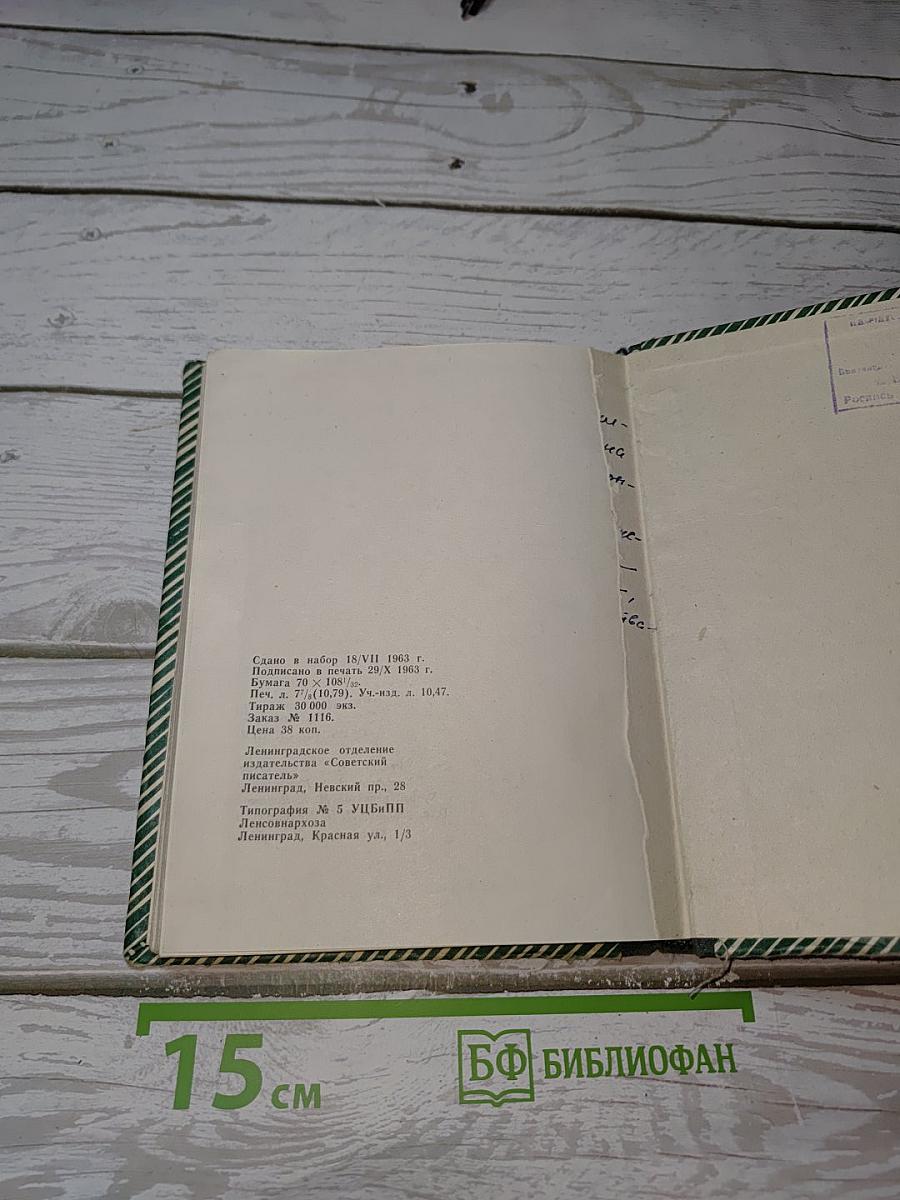 Сдано в набор 18/VII 1963 г.
Подписано в печать 29/X 1963 г.
Бумага 70 × 108¹/₃₂.
Печ. л. 7⁷/₈(10,79). Уч.-изд. л. 10,47.
Тираж 30 000 экз.
Заказ № 1116.
Цена 38 коп.
Ленинградское отделение
издательства «Советский
писатель»
Ленинград, Невский пр., 28
Типография № 5 УЦБиПП
Ленсовнархоза
Ленинград, Красная ул., 1/3
Роспись
15 см
БФ БИБЛИОФАН